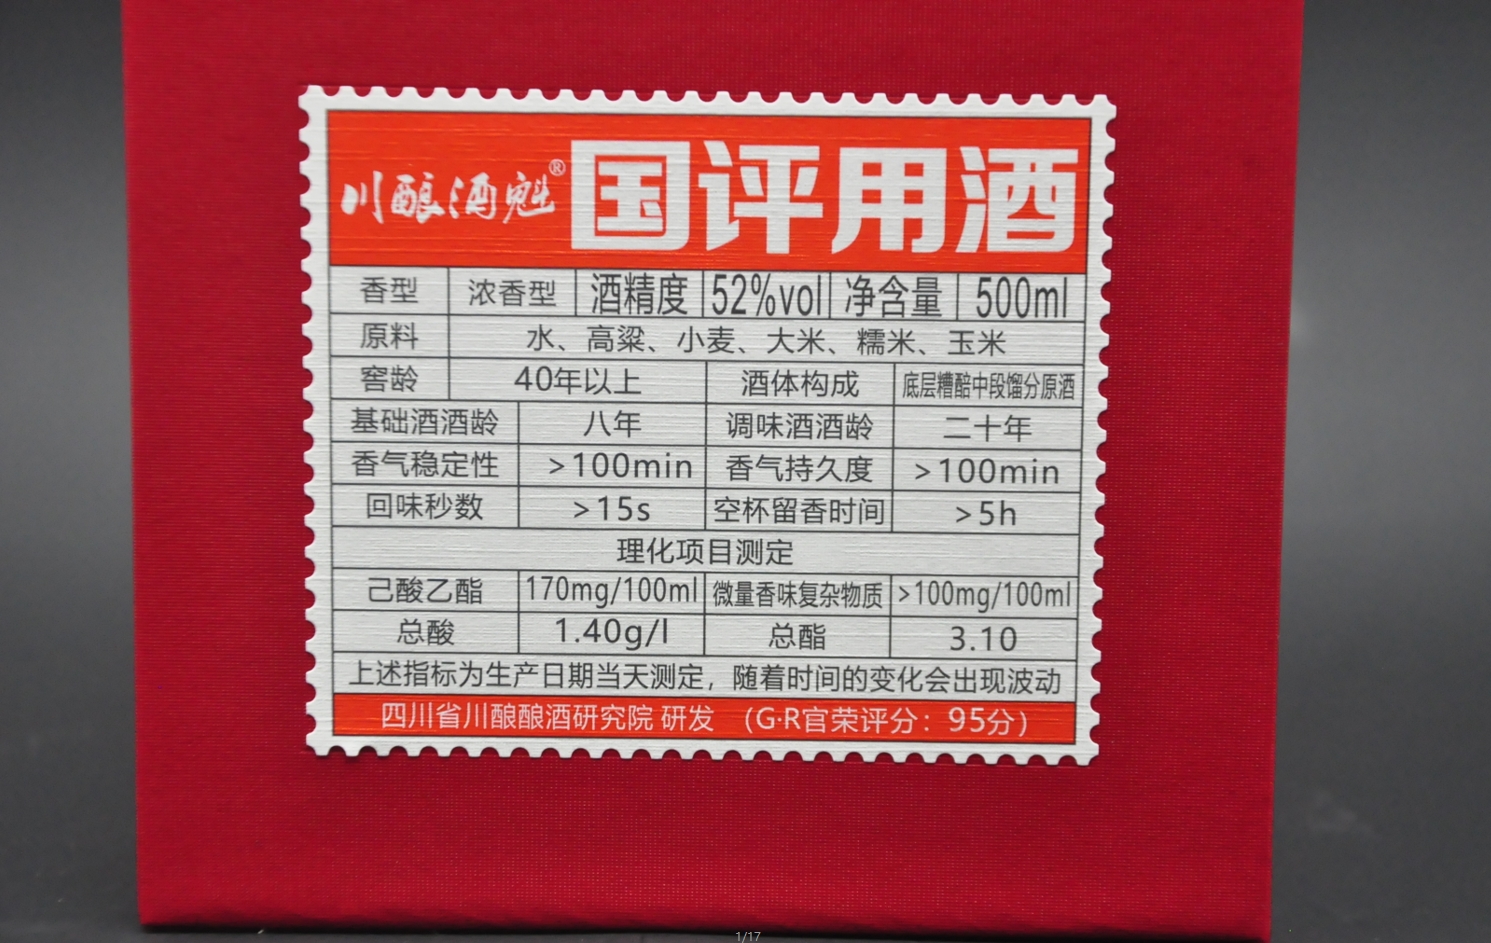 川酿酒魁® 国评用酒
香型 浓香型 酒精度 52%vol 净含量 500ml
原料 水、高粱、小麦、大米、糯米、玉米
窖龄 40年以上 酒体构成 底层糟醅中段馏分原酒
基础酒酒龄 八年 调味酒酒龄 二十年
香气稳定性 >100min 香气持久度 >100min
回味秒数 >15s 空杯留香时间 >5h
理化项目测定
己酸乙酯 170mg/100ml 微量香味复杂物质 >100mg/100ml
总酸 1.40g/l 总酯 3.10
上述指标为生产日期当天测定，随着时间的变化会出现波动
四川省川酿酿酒研究院 研发 （G·R官荣评分：95分）
1/17